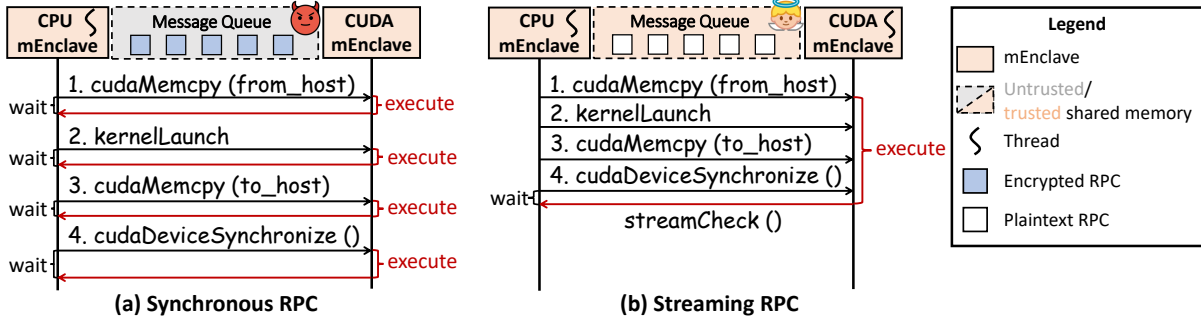 CPU
mEnclave
Message Queue
CUDA
mEnclave
1. cudaMemcpy (from_host)
wait
execute
2. kernelLaunch
wait
execute
3. cudaMemcpy (to_host)
wait
execute
4. cudaDeviceSynchronize ()
wait
execute
(a) Synchronous RPC
CPU
mEnclave
Message Queue
CUDA
mEnclave
1. cudaMemcpy (from_host)
2. kernelLaunch
3. cudaMemcpy (to_host)
execute
4. cudaDeviceSynchronize ()
wait
streamCheck ()
(b) Streaming RPC
Legend
mEnclave
Untrusted/
trusted shared memory
Thread
Encrypted RPC
Plaintext RPC